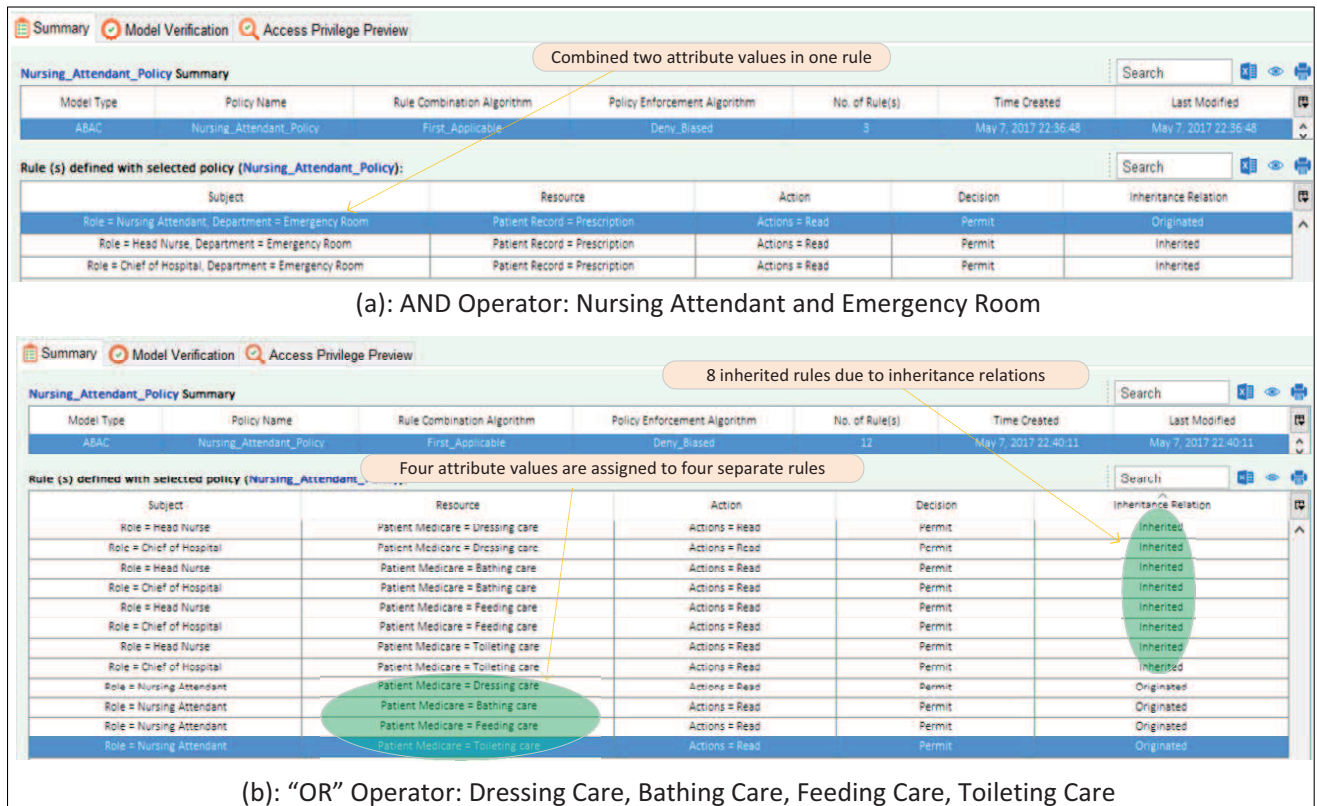 Summary Model Verification Access Privilege Preview
Combined two attribute values in one rule
Nursing_Attendant_Policy Summary Search
Model Type Policy Name Rule Combination Algorithm Policy Enforcement Algorithm No. of Rule(s) Time Created Last Modified
ABAC Nursing_Attendant_Policy First_Applicable Deny_Biased 3 May 7, 2017 22:36:48 May 7, 2017 22:36:48
Rule (s) defined with selected policy (Nursing_Attendant_Policy): Search
Subject Resource Action Decision Inheritance Relation
Role = Nursing Attendant, Department = Emergency Room Patient Record = Prescription Actions = Read Permit Originated
Role = Head Nurse, Department = Emergency Room Patient Record = Prescription Actions = Read Permit Inherited
Role = Chief of Hospital, Department = Emergency Room Patient Record = Prescription Actions = Read Permit Inherited
(a): AND Operator: Nursing Attendant and Emergency Room
Summary Model Verification Access Privilege Preview
8 inherited rules due to inheritance relations
Nursing_Attendant_Policy Summary Search
Model Type Policy Name Rule Combination Algorithm Policy Enforcement Algorithm No. of Rule(s) Time Created Last Modified
ABAC Nursing_Attendant_Policy First_Applicable Deny_Biased 12 May 7, 2017 22:40:11 May 7, 2017 22:40:11
Four attribute values are assigned to four separate rules
Rule (s) defined with selected policy (Nursing_Attendant_ Search
Subject Resource Action Decision Inheritance Relation
Role = Head Nurse Patient Medicare = Dressing care Actions = Read Permit Inherited
Role = Chief of Hospital Patient Medicare = Dressing care Actions = Read Permit Inherited
Role = Head Nurse Patient Medicare = Bathing care Actions = Read Permit Inherited
Role = Chief of Hospital Patient Medicare = Bathing care Actions = Read Permit Inherited
Role = Head Nurse Patient Medicare = Feeding care Actions = Read Permit Inherited
Role = Chief of Hospital Patient Medicare = Feeding care Actions = Read Permit Inherited
Role = Head Nurse Patient Medicare = Toileting care Actions = Read Permit Inherited
Role = Chief of Hospital Patient Medicare = Toileting care Actions = Read Permit Inherited
Role = Nursing Attendant Patient Medicare = Dressing care Actions = Read Permit Originated
Role = Nursing Attendant Patient Medicare = Bathing care Actions = Read Permit Originated
Role = Nursing Attendant Patient Medicare = Feeding care Actions = Read Permit Originated
Role = Nursing Attendant Patient Medicare = Toileting care Actions = Read Permit Originated
(b): “OR” Operator: Dressing Care, Bathing Care, Feeding Care, Toileting Care